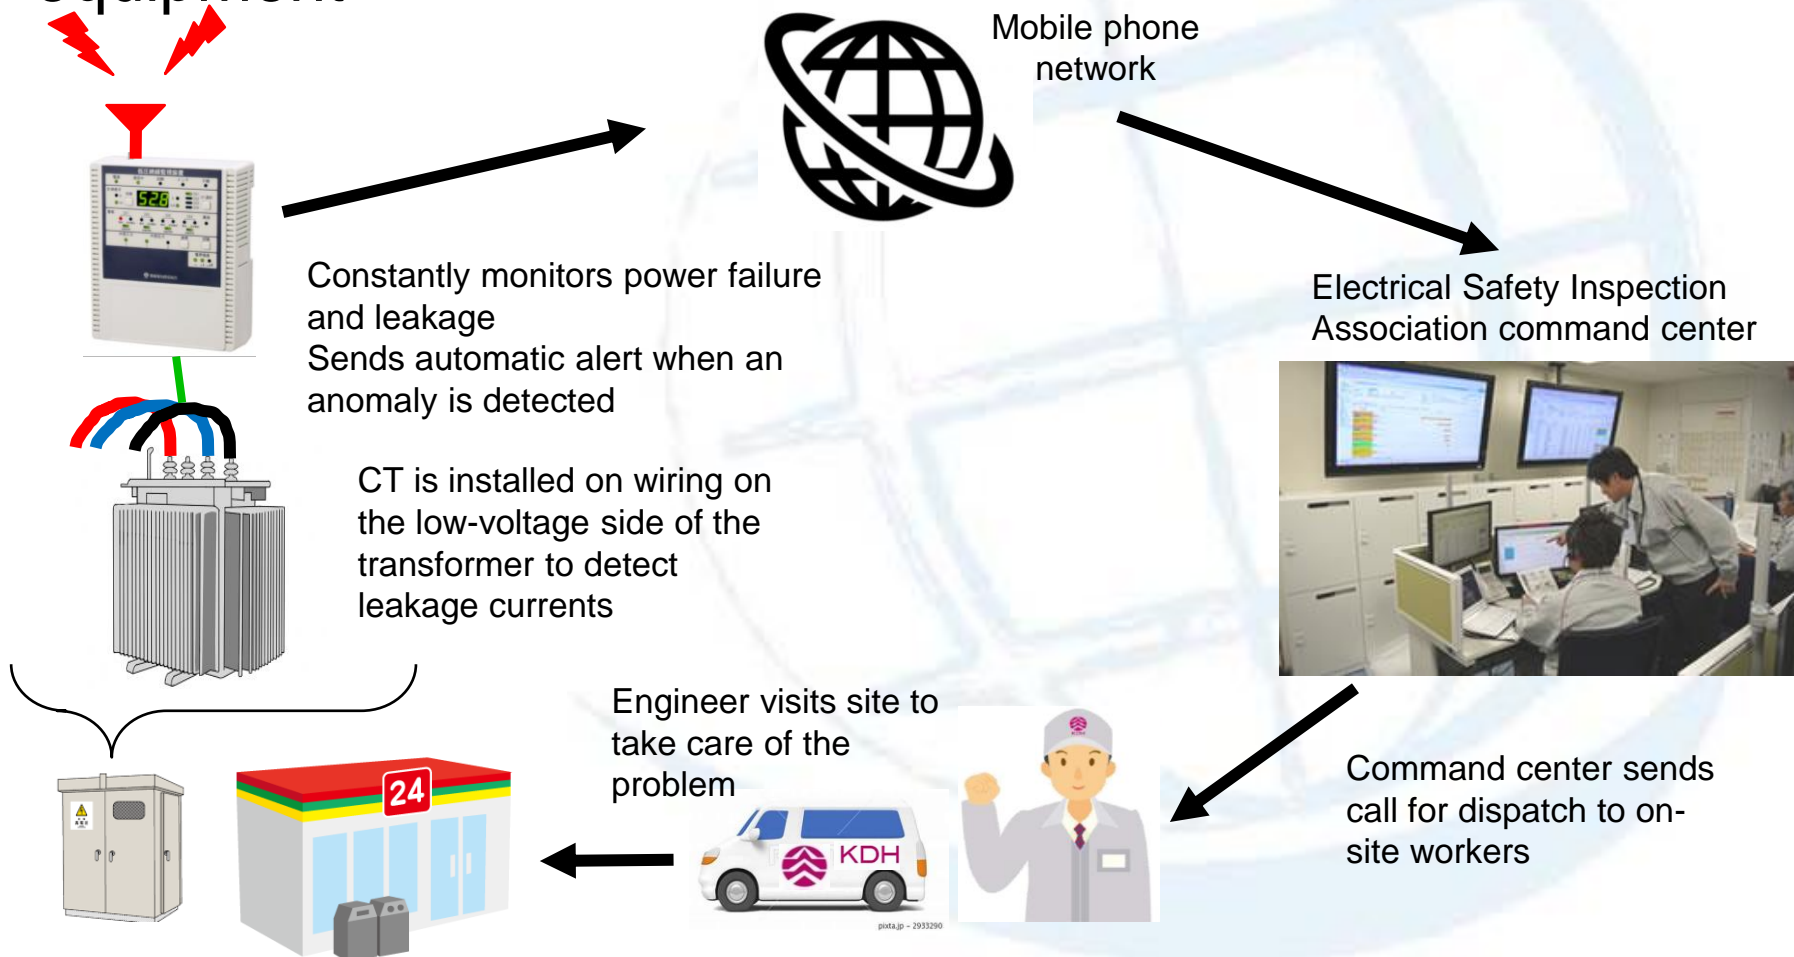 equipment
Mobile phone
network
528
Constantly monitors power failure
and leakage
Sends automatic alert when an
anomaly is detected
Electrical Safety Inspection
Association command center
CT is installed on wiring on
the low-voltage side of the
transformer to detect
leakage currents
Engineer visits site to
take care of the
problem
Command center sends
call for dispatch to on-
site workers
24
KDH
pixta.jp - 2933290